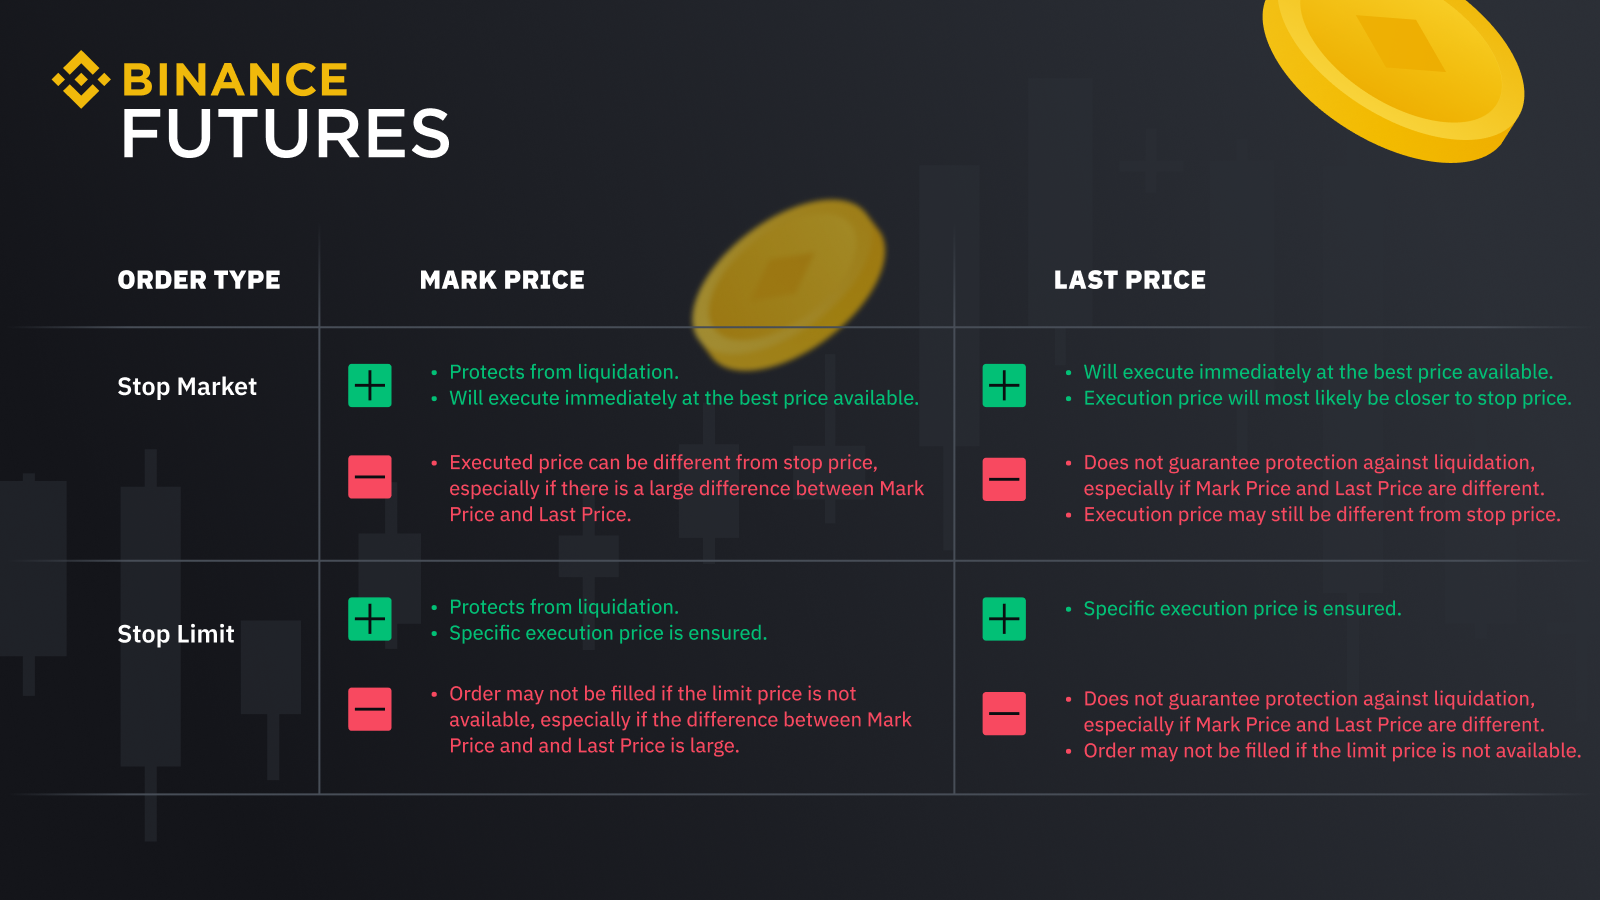 BINANCE
FUTURES
ORDER TYPE
MARK PRICE
LAST PRICE
Stop Market
• Protects from liquidation.
• Will execute immediately at the best price available.
• Executed price can be different from stop price,
especially if there is a large difference between Mark
Price and Last Price.
• Will execute immediately at the best price available.
• Execution price will most likely be closer to stop price.
• Does not guarantee protection against liquidation,
especially if Mark Price and Last Price are different.
• Execution price may still be different from stop price.
Stop Limit
• Protects from liquidation.
• Specific execution price is ensured.
• Order may not be filled if the limit price is not
available, especially if the difference between Mark
Price and and Last Price is large.
• Specific execution price is ensured.
• Does not guarantee protection against liquidation,
especially if Mark Price and Last Price are different.
• Order may not be filled if the limit price is not available.